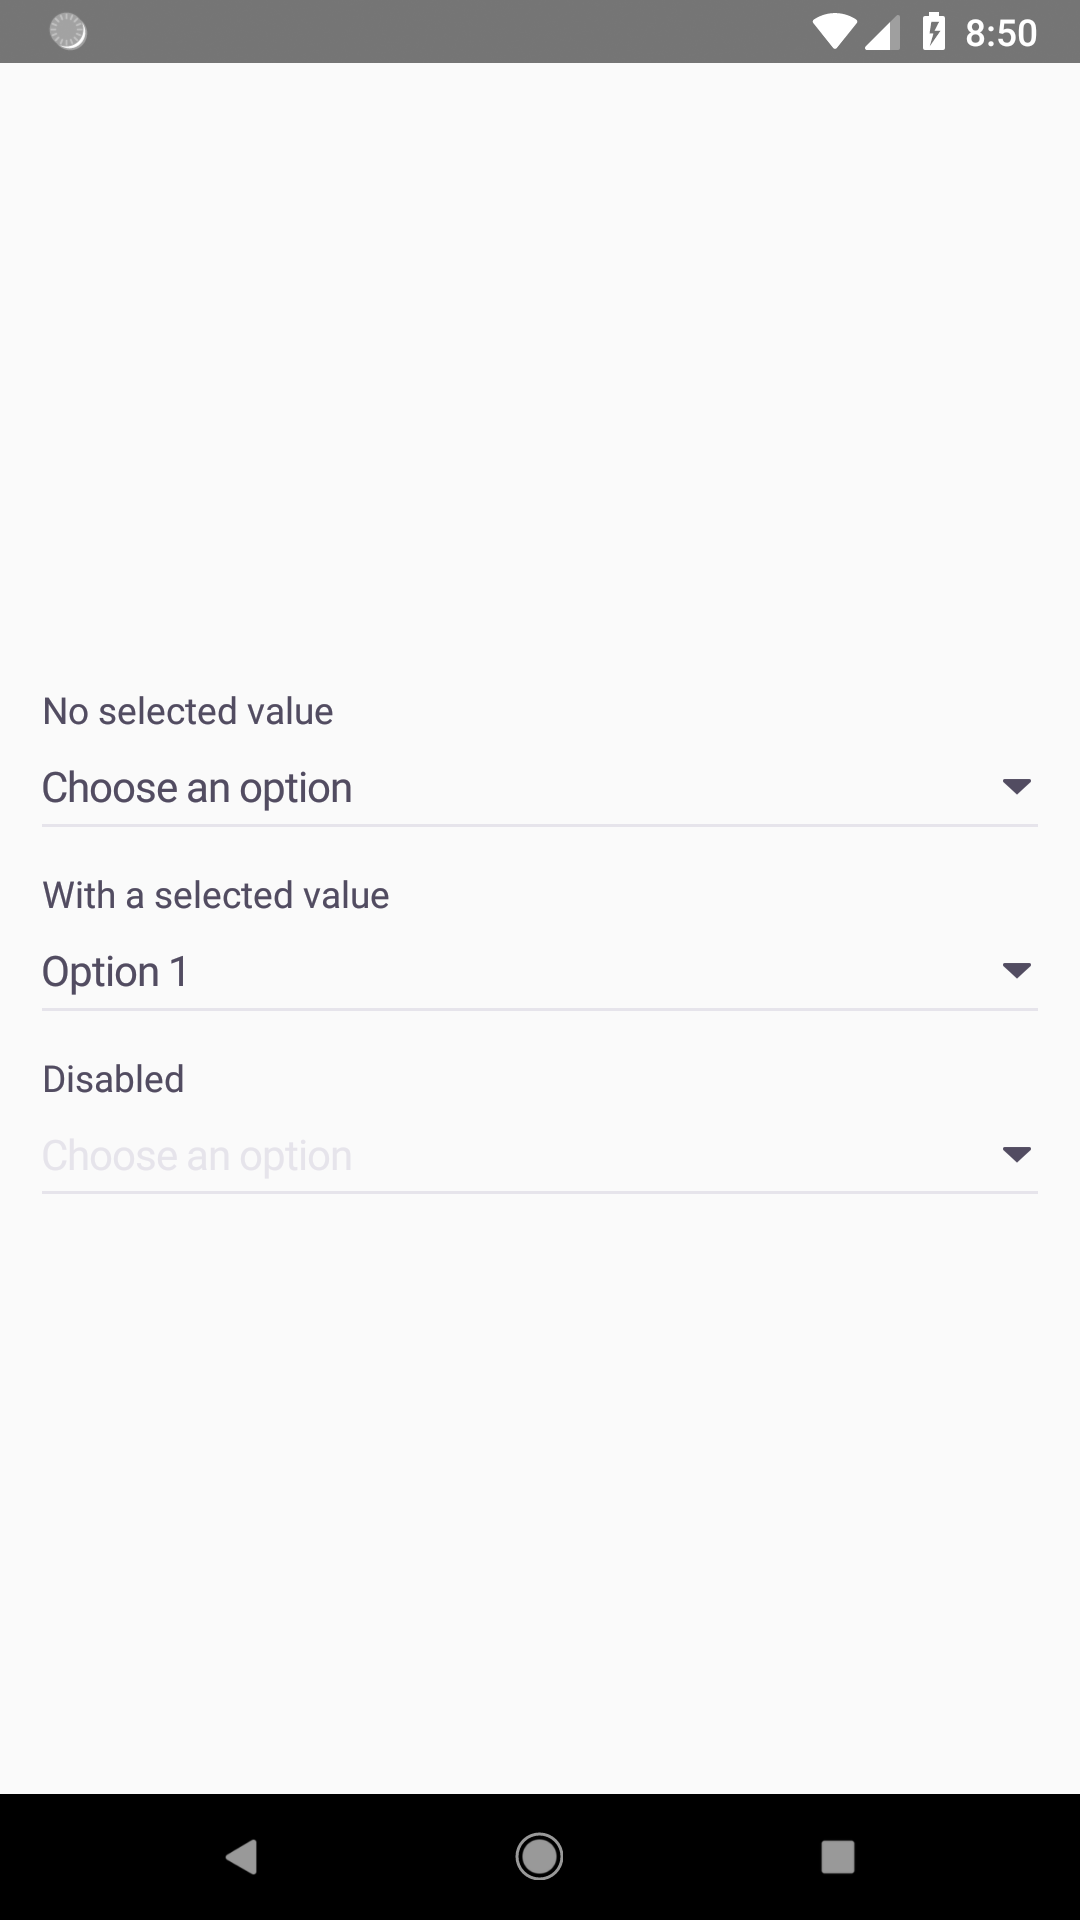 8:50
No selected value
Choose an option
With a selected value
Option 1
Disabled
Choose an option